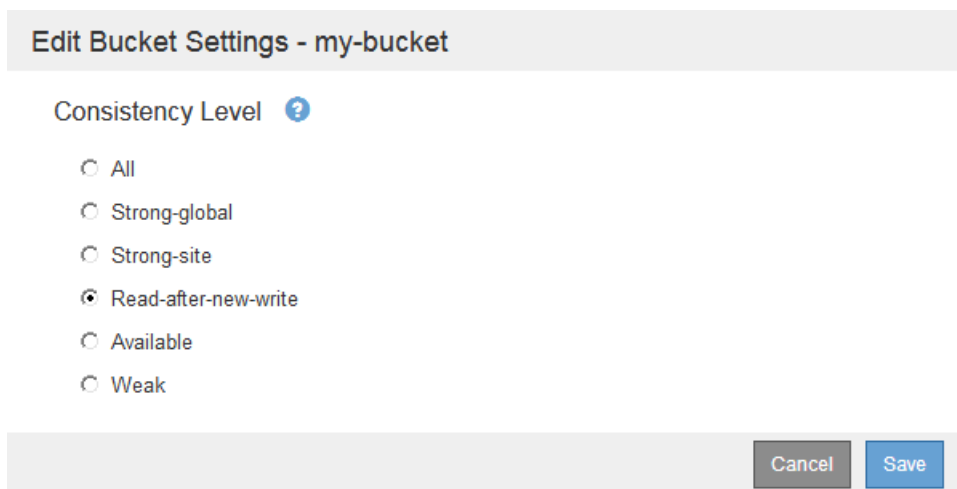 Edit Bucket Settings - my-bucket
Consistency Level ?
All
Strong-global
Strong-site
Read-after-new-write
Available
Weak
Cancel Save